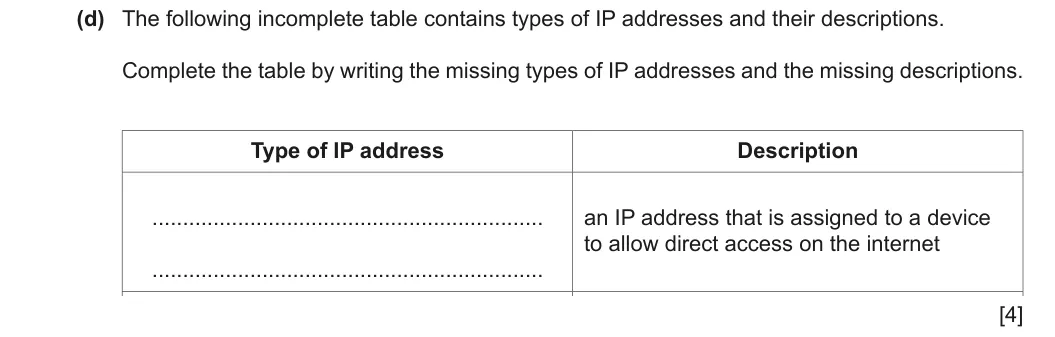 (d) The following incomplete table contains types of IP addresses and their descriptions.
Complete the table by writing the missing types of IP addresses and the missing descriptions.
Type of IP address Description
................................................................ an IP address that is assigned to a device
to allow direct access on the internet
................................................................
[4]